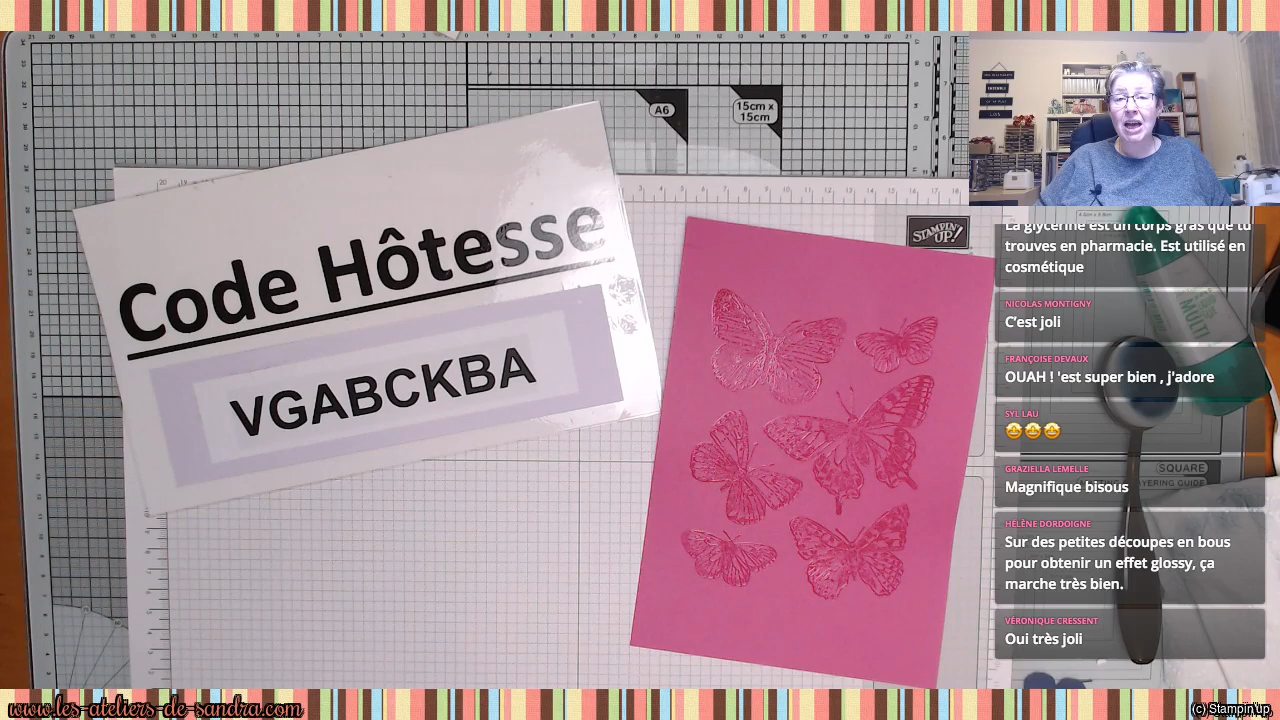 A6
15cm x
15cm
Code Hôtesse
VGABCKBA
STAMPIN'
UP!
La glycérine est un corps gras que tu
trouves en pharmacie. Est utilisé en
cosmétique
NICOLAS MONTIGNY
C'est joli
FRANÇOISE DEVAUX
OUAH ! 'est super bien , j'adore
SYL LAU
🤩🤩🤩
GRAZIELLA LEMELLE
Magnifique bisous
HÉLÈNE DORDOIGNE
Sur des petites découpes en bous
pour obtenir un effet glossy, ça
marche très bien.
VÉRONIQUE CRESSENT
Oui très joli
MULTI
SQUARE
LAYERING GUIDE
www.les-ateliers-de-sandra.com
(c) Stampin'up,